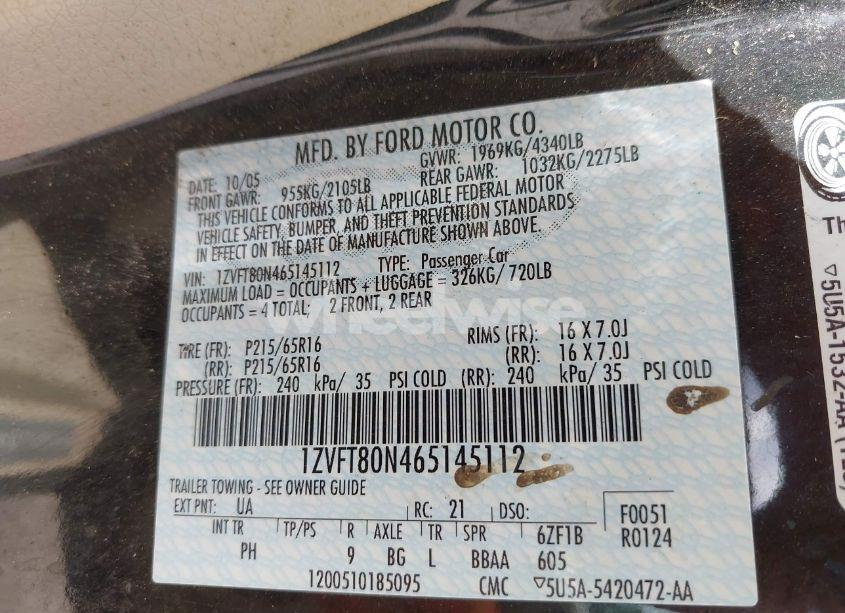 MFD. BY FORD MOTOR CO.
DATE: 10/05 GVWR: 1969KG/4340LB
FRONT GAWR: 955KG/2105LB REAR GAWR: 1032KG/2275LB
THIS VEHICLE CONFORMS TO ALL APPLICABLE FEDERAL MOTOR
VEHICLE SAFETY, BUMPER, AND THEFT PREVENTION STANDARDS
IN EFFECT ON THE DATE OF MANUFACTURE SHOWN ABOVE.
VIN: 1ZVFT80N465145112 TYPE: Passenger Car
MAXIMUM LOAD = OCCUPANTS + LUGGAGE = 326KG/ 720LB
OCCUPANTS = 4 TOTAL; 2 FRONT, 2 REAR
wheelwise
TIRE (FR): P215/65R16 RIMS (FR): 16 X 7.0J
(RR): P215/65R16 (RR): 16 X 7.0J
PRESSURE (FR): 240 kPa/ 35 PSI COLD (RR): 240 kPa/ 35 PSI COLD
1ZVFT80N465145112
TRAILER TOWING - SEE OWNER GUIDE
EXT PNT: UA RC: 21 DSO: F0051
INT TR TP/PS R AXLE TR SPR 6ZF1B R0124
PH 9 BG L BBAA 605
1200510185095 CMC ▽5U5A-5420472-AA
Th
▽5U5A-1532-AA